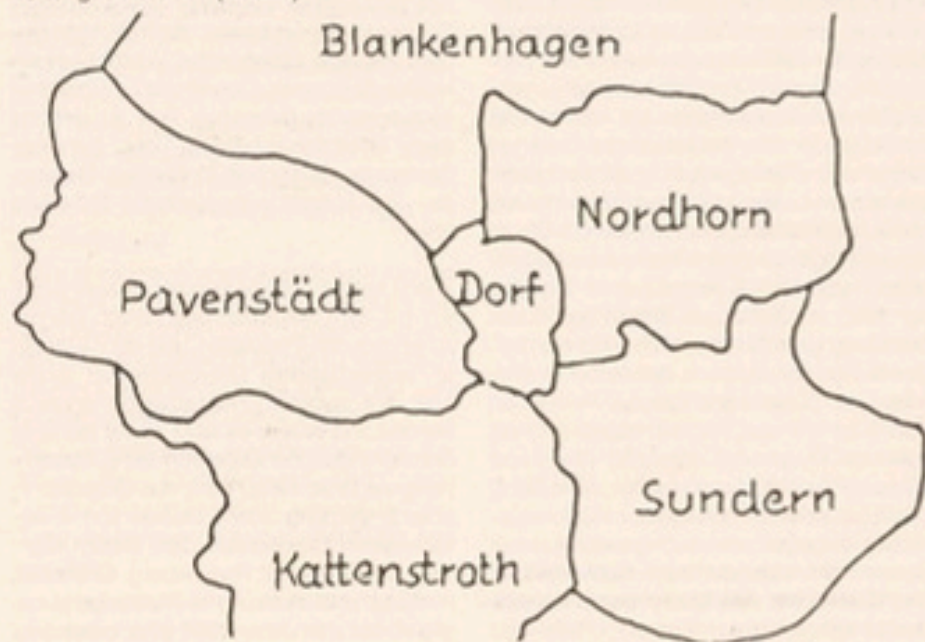 Blankenhagen
Nordhorn
Pavenstädt
Dorf
Sundern
Kattenstroth